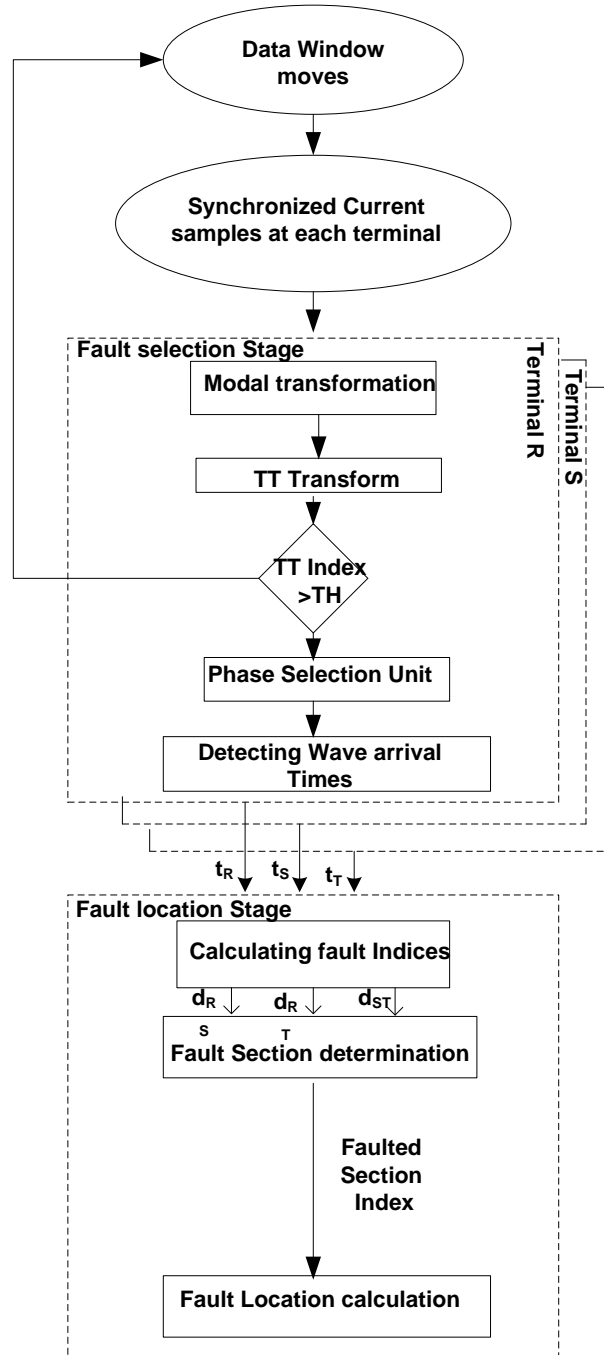 Data Window
moves
Synchronized Current
samples at each terminal
Fault selection Stage
Terminal R
Terminal S
Modal transformation
TT Transform
TT Index
>TH
Phase Selection Unit
Detecting Wave arrival
Times
tR
tS
tT
Fault location Stage
Calculating fault Indices
dR
dR
dST
S
T
Fault Section determination
Faulted
Section
Index
Fault Location calculation